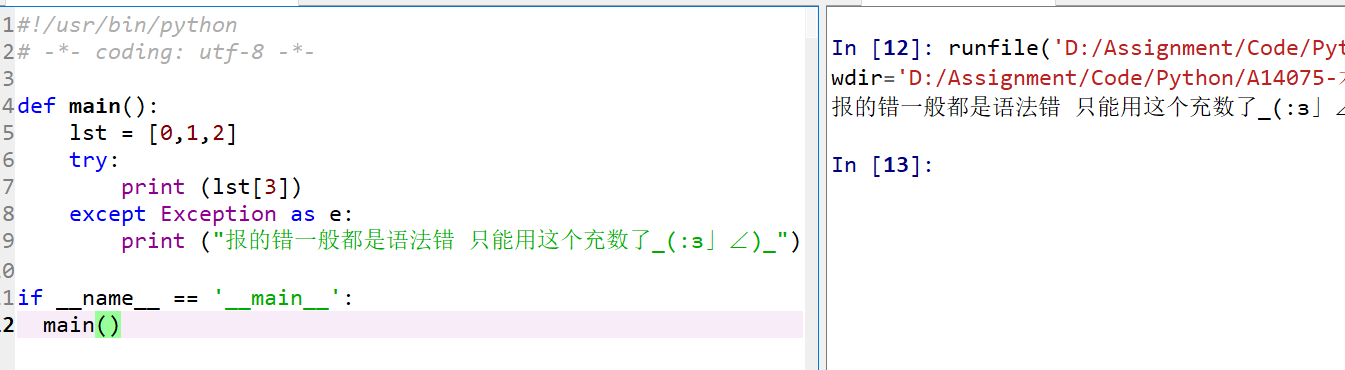 1#!/usr/bin/python
2# -*- coding: utf-8 -*-
3
4def main():
5    lst = [0,1,2]
6    try:
7        print (lst[3])
8    except Exception as e:
9        print ("报的错一般都是语法错 只能用这个充数了_(:з」∠)_")
0
1if __name__ == '__main__':
2  main()
In [12]: runfile('D:/Assignment/Code/Pyt
wdir='D:/Assignment/Code/Python/A14075-
报的错一般都是语法错 只能用这个充数了_(:з」∠
In [13]: